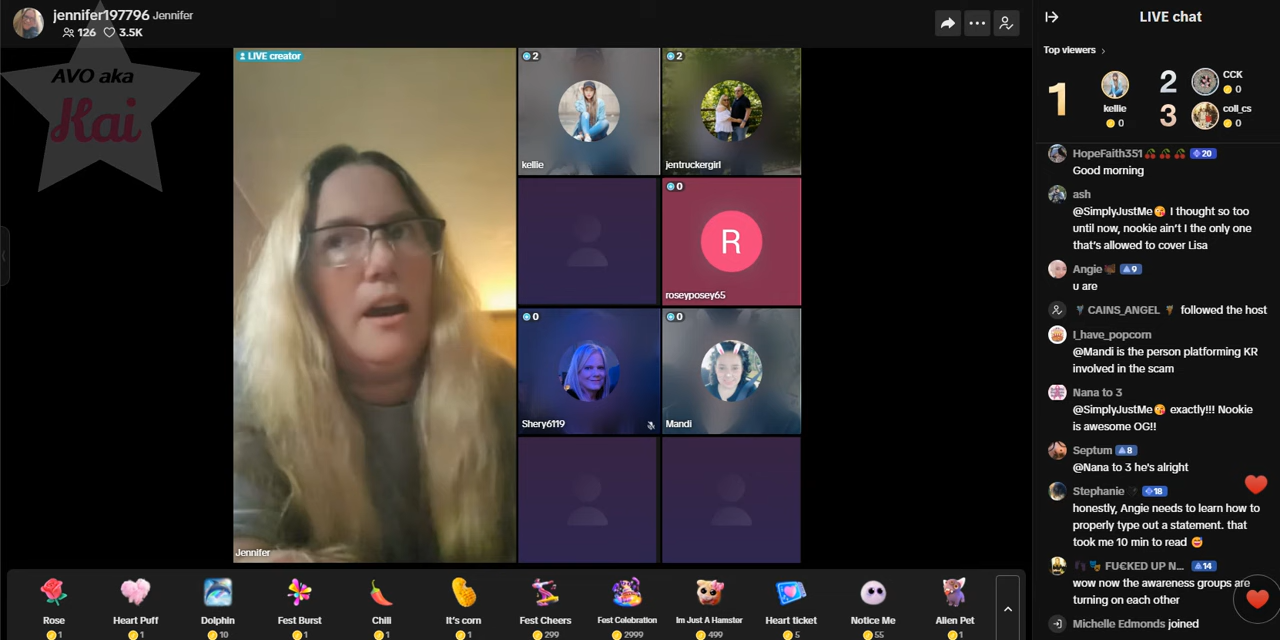 jennifer197796 Jennifer
126 3.5K
AVO aka
Kai
LIVE creator
Jennifer
2
kellie
2
jentruckergirl
0
R
roseyposey65
0
Shery6119
0
Mandi
Rose
1
Heart Puff
1
Dolphin
10
Fest Burst
1
Chili
1
It's corn
1
Fest Cheers
299
Fest Celebration
2999
Im Just A Hamster
499
Heart ticket
5
Notice Me
55
Alien Pet
1
LIVE chat
Top viewers
1
kellie
0
2
CCK
0
3
coll_cs
0
HopeFaith351 20
Good morning
ash
@SimplyJustMe I thought so too
until now, nookie ain't I the only one
that's allowed to cover Lisa
Angie 9
u are
CAINS_ANGEL followed the host
I_have_popcorn
@Mandi is the person platforming KR
involved in the scam
Nana to 3
@SimplyJustMe exactly!!! Nookie
is awesome OG!!
Septum 8
@Nana to 3 he's alright
Stephanie 18
honestly, Angie needs to learn how to
properly type out a statement. that
took me 10 min to read
FU€KED UP N... 14
wow now the awareness groups are
turning on each other
Michelle Edmonds joined